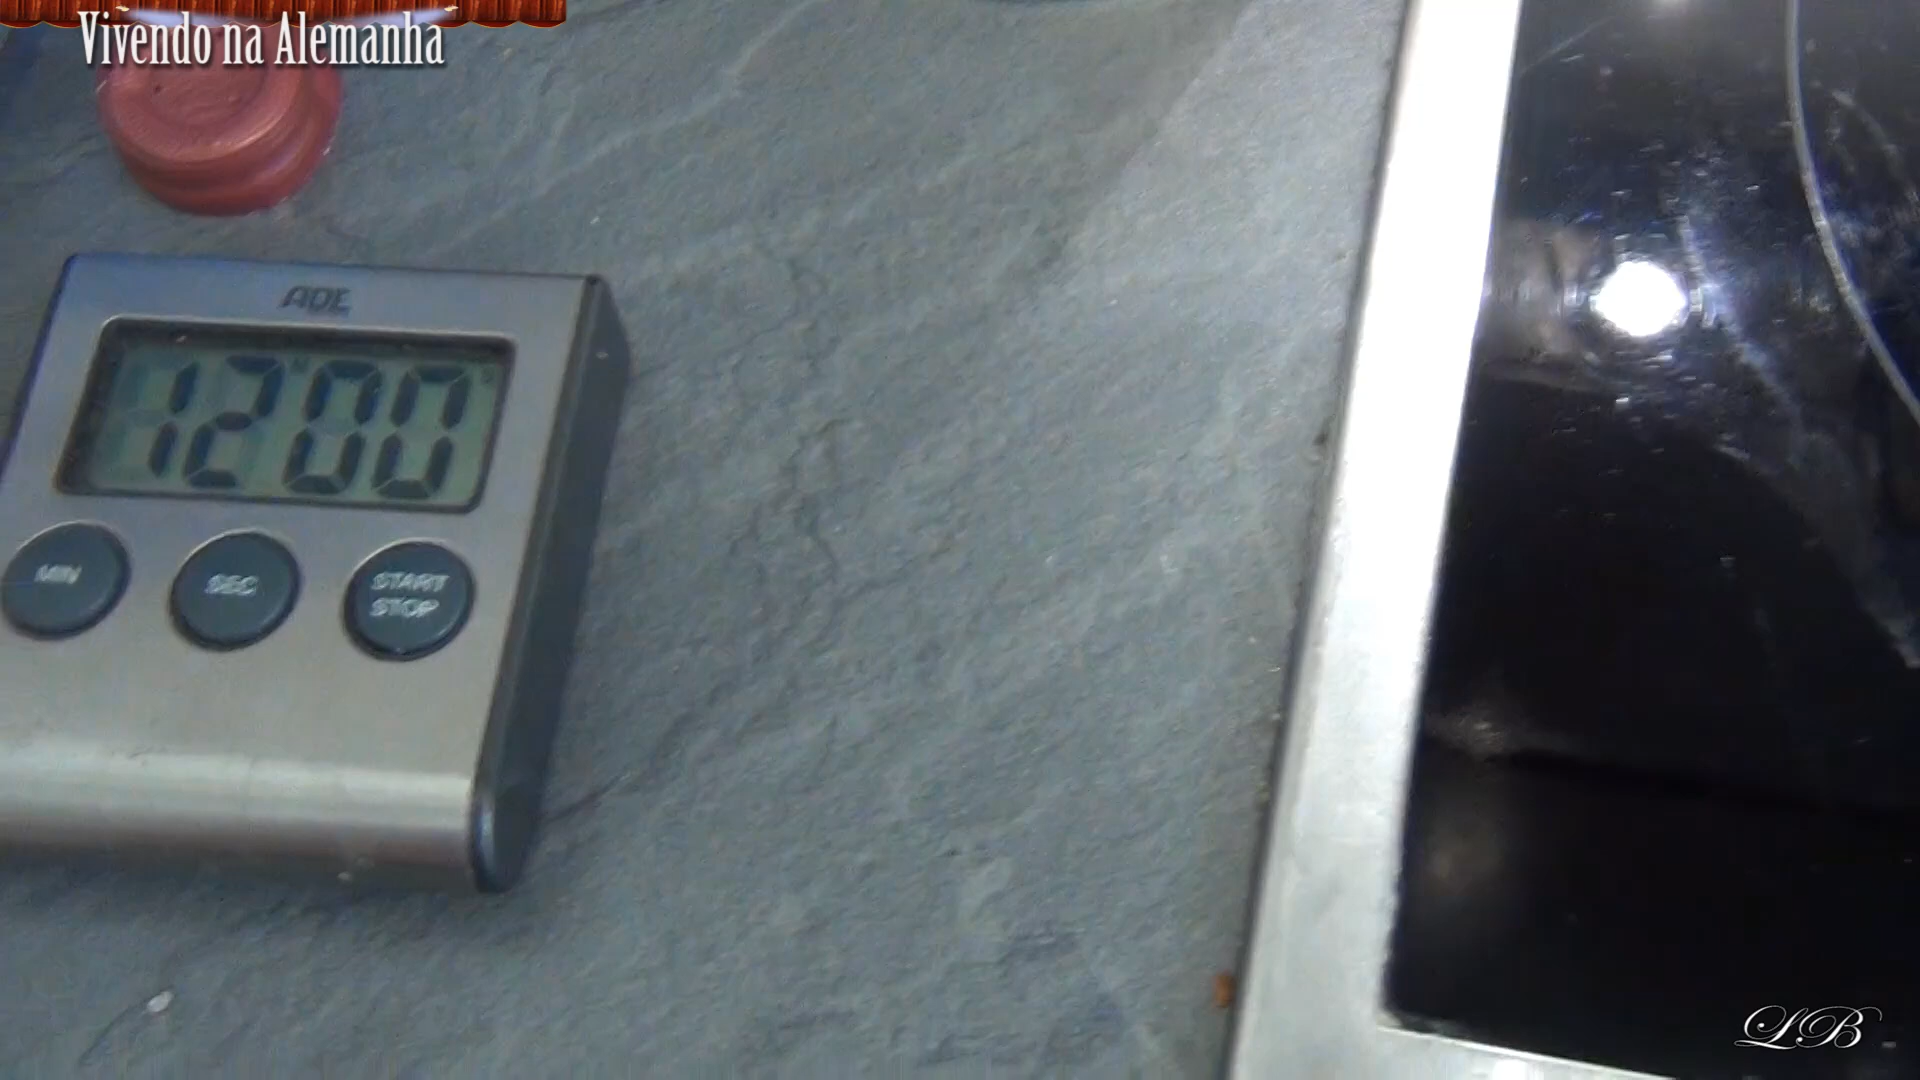 Vivendo na Alemanha
ADE
12 00
MIN
SEC
START
STOP
LB